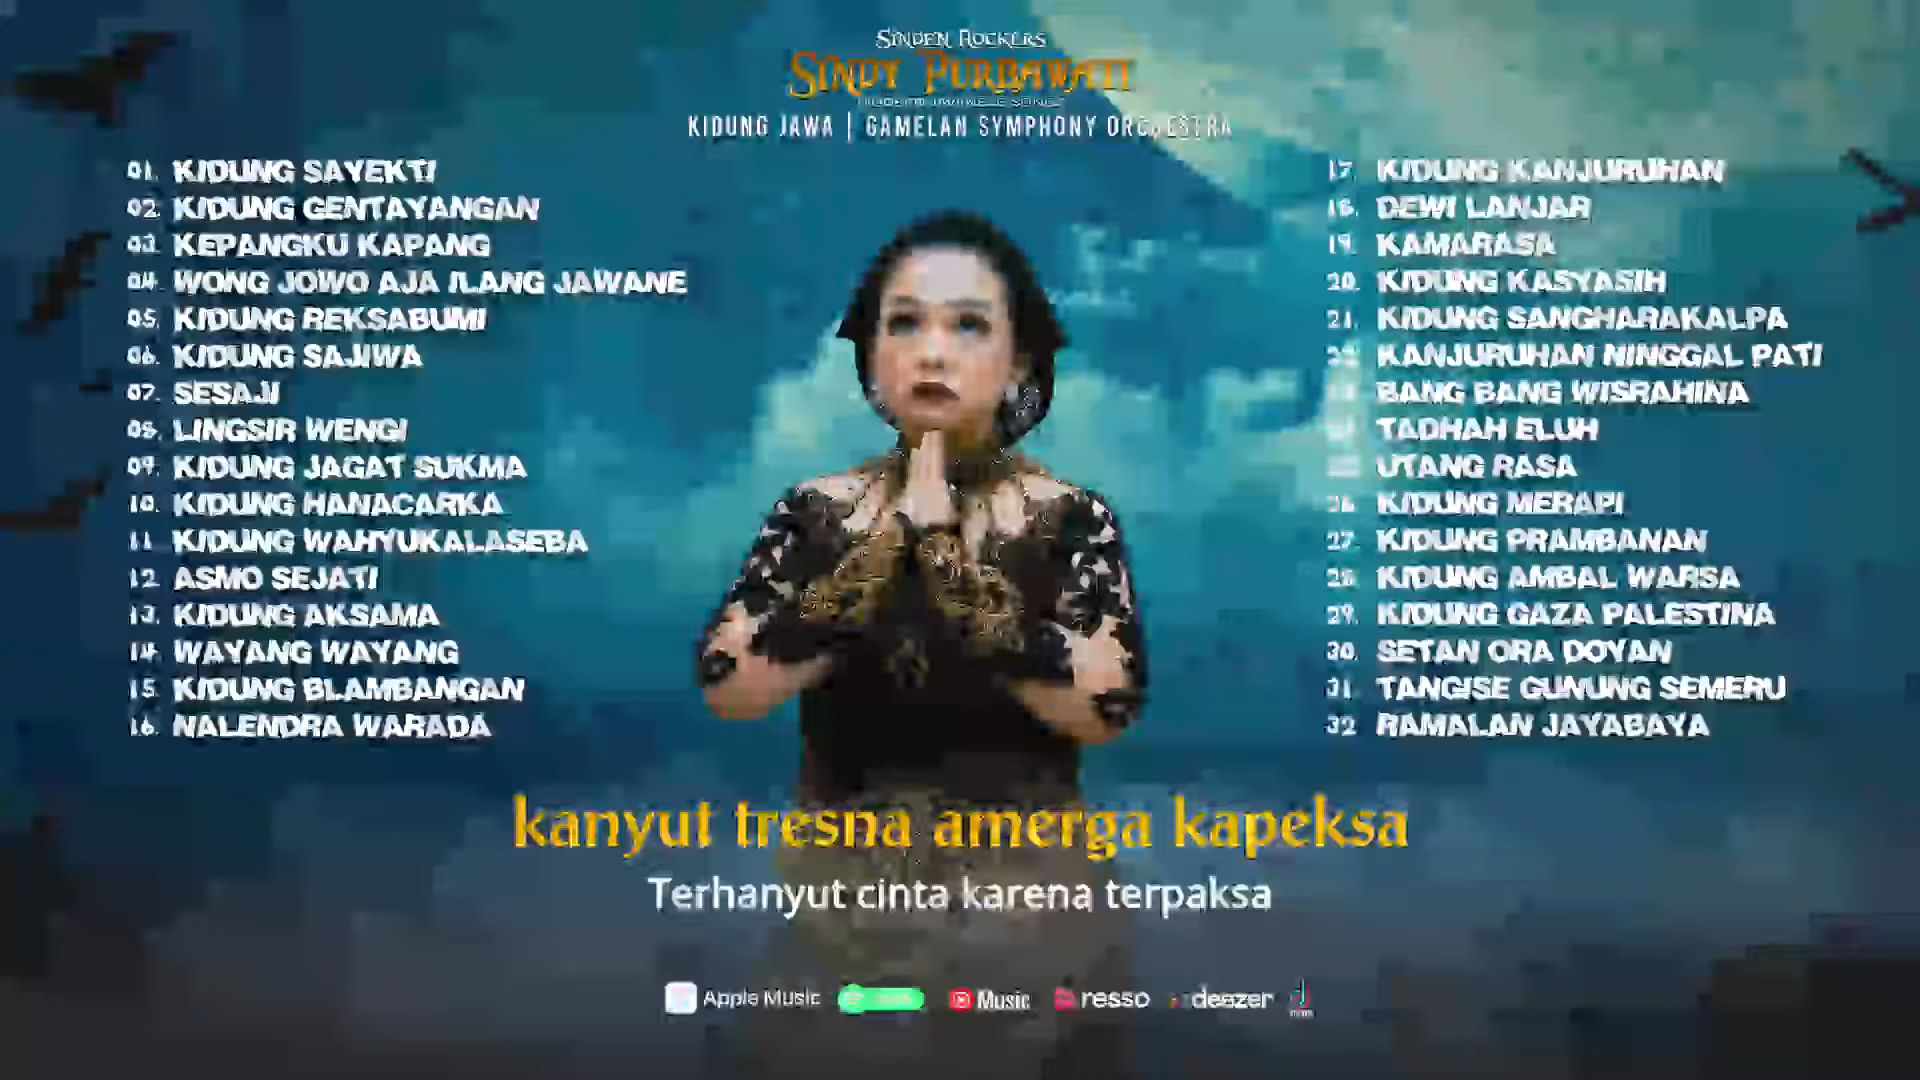 SINDEN ROCKERS
SINDY PURBAWATI
KIDUNG JAWA | GAMELAN SYMPHONY ORCHESTRA
01. KIDUNG SAYEKTI
02. KIDUNG GENTAYANGAN
03. KEPANGKU KAPANG
04. WONG JOWO AJA ILANG JAWANE
05. KIDUNG REKSABUMI
06. KIDUNG SAJIWA
07. SESAJI
08. LINGSIR WENGI
09. KIDUNG JAGAT SUKMA
10. KIDUNG HANACARKA
11. KIDUNG WAHYUKALASEBA
12. ASMO SEJATI
13. KIDUNG AKSAMA
14. WAYANG WAYANG
15. KIDUNG BLAMBANGAN
16. NALENDRA WARADA
17. KIDUNG KANJURUHAN
18. DEWI LANJAR
19. KAMARASA
20. KIDUNG KASYASIH
21. KIDUNG SANGHARAKALPA
KANJURUHAN NINGGAL PATI
BANG BANG WISRAHINA
TADHAH ELUH
UTANG RASA
26. KIDUNG MERAPI
27. KIDUNG PRAMBANAN
28. KIDUNG AMBAL WARSA
29. KIDUNG GAZA PALESTINA
30. SETAN ORA DOYAN
31. TANGISE GUNUNG SEMERU
32 RAMALAN JAYABAYA
kanyut tresna amerga kapeksa
Terhanyut cinta karena terpaksa
Apple Music
Music
resso
deezer